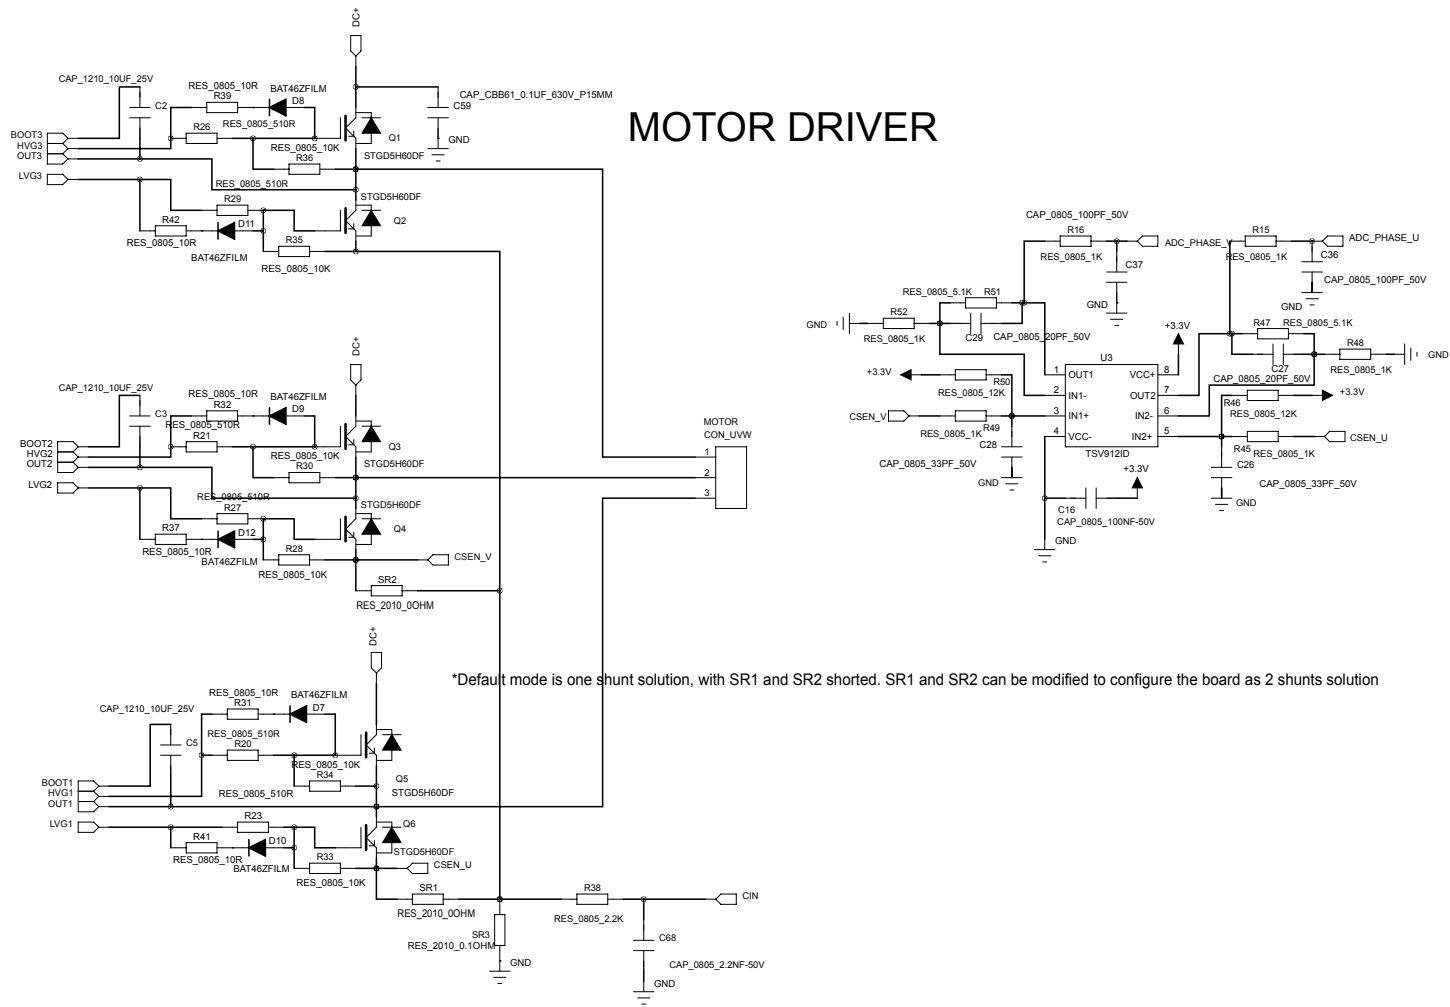 MOTOR DRIVER
DC+
CAP_1210_10UF_25V
C2
RES_0805_10R
R39
BAT46ZFILM
D8
RES_0805_510R
R26
CAP_CBB61_0.1UF_630V_P15MM
C59
GND
BOOT3
HVG3
OUT3
LVG3
Q1
RES_0805_10K
STGD5H60DF
R36
RES_0805_510R
R29
STGD5H60DF
Q2
R42
RES_0805_10R
D11
BAT46ZFILM
R35
RES_0805_10K
DC+
CAP_1210_10UF_25V
C3
RES_0805_10R
R32
BAT46ZFILM
D9
RES_0805_510R
R21
BOOT2
HVG2
OUT2
LVG2
Q3
RES_0805_10K
STGD5H60DF
R30
RES_0805_510R
R27
STGD5H60DF
Q4
R37
RES_0805_10R
D12
BAT46ZFILM
R28
RES_0805_10K
CSEN_V
SR2
RES_2010_0OHM
MOTOR
CON_UVW
1
2
3
DC+
*Default mode is one shunt solution, with SR1 and SR2 shorted. SR1 and SR2 can be modified to configure the board as 2 shunts solution
CAP_1210_10UF_25V
C5
RES_0805_10R
R31
BAT46ZFILM
D7
RES_0805_510R
R20
RES_0805_10K
R34
BOOT1
HVG1
OUT1
LVG1
Q5
STGD5H60DF
RES_0805_510R
R23
Q6
STGD5H60DF
R41
RES_0805_10R
D10
BAT46ZFILM
R33
RES_0805_10K
CSEN_U
SR1
RES_2010_0OHM
SR3
RES_2010_0.1OHM
GND
R38
RES_0805_2.2K
CIN
C68
CAP_0805_2.2NF-50V
GND
CAP_0805_100PF_50V
R16
RES_0805_1K
ADC_PHASE_V
C37
GND
R15
RES_0805_1K
ADC_PHASE_U
C36
CAP_0805_100PF_50V
GND
RES_0805_5.1K
R51
GND
R52
RES_0805_1K
C29
CAP_0805_20PF_50V
+3.3V
R47
RES_0805_5.1K
C27
CAP_0805_20PF_50V
R48
RES_0805_1K
GND
+3.3V
R50
RES_0805_12K
CSEN_V
R49
RES_0805_1K
C28
CAP_0805_33PF_50V
GND
U3
1 OUT1 VCC+ 8
2 IN1- OUT2 7
3 IN1+ IN2- 6
4 VCC- IN2+ 5
TSV912ID
R46
RES_0805_12K
+3.3V
R45
RES_0805_1K
CSEN_U
C26
CAP_0805_33PF_50V
GND
+3.3V
C16
CAP_0805_100NF-50V
GND